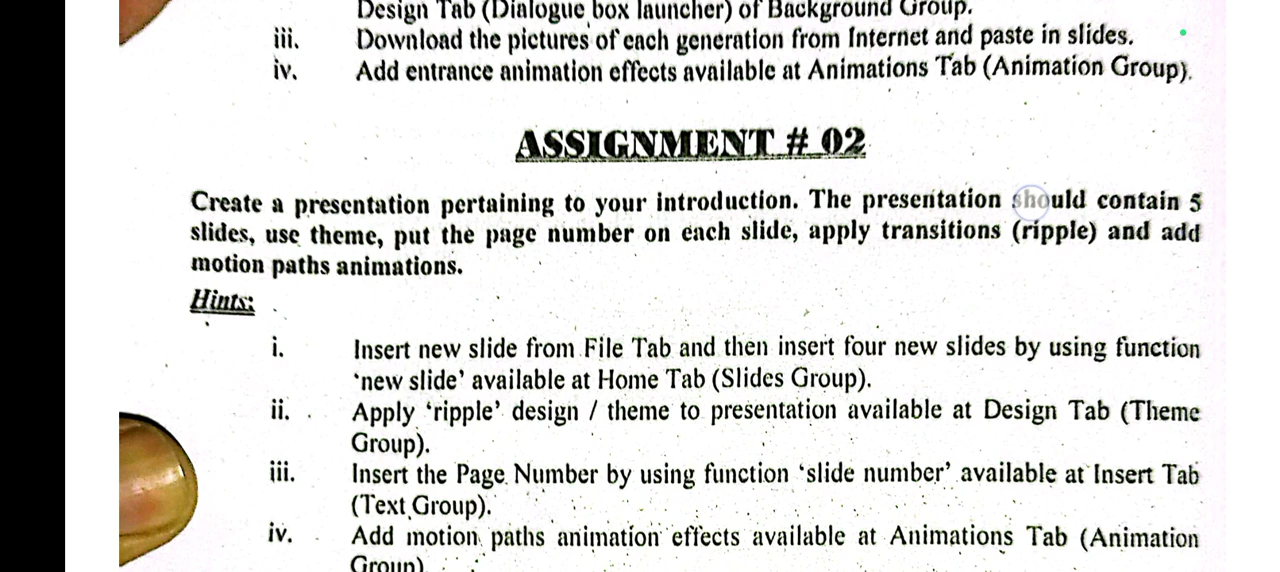 Design Tab (Dialogue box launcher) of Background Group.
iii. Download the pictures of each generation from Internet and paste in slides.
iv. Add entrance animation effects available at Animations Tab (Animation Group).
ASSIGNMENT # 02
Create a presentation pertaining to your introduction. The presentation should contain 5
slides, use theme, put the page number on each slide, apply transitions (ripple) and add
motion paths animations.
Hints:
i. Insert new slide from File Tab and then insert four new slides by using function
‘new slide’ available at Home Tab (Slides Group).
ii. Apply ‘ripple’ design / theme to presentation available at Design Tab (Theme
Group).
iii. Insert the Page Number by using function ‘slide number’ available at Insert Tab
(Text Group).
iv. Add motion paths animation effects available at Animations Tab (Animation
Group).